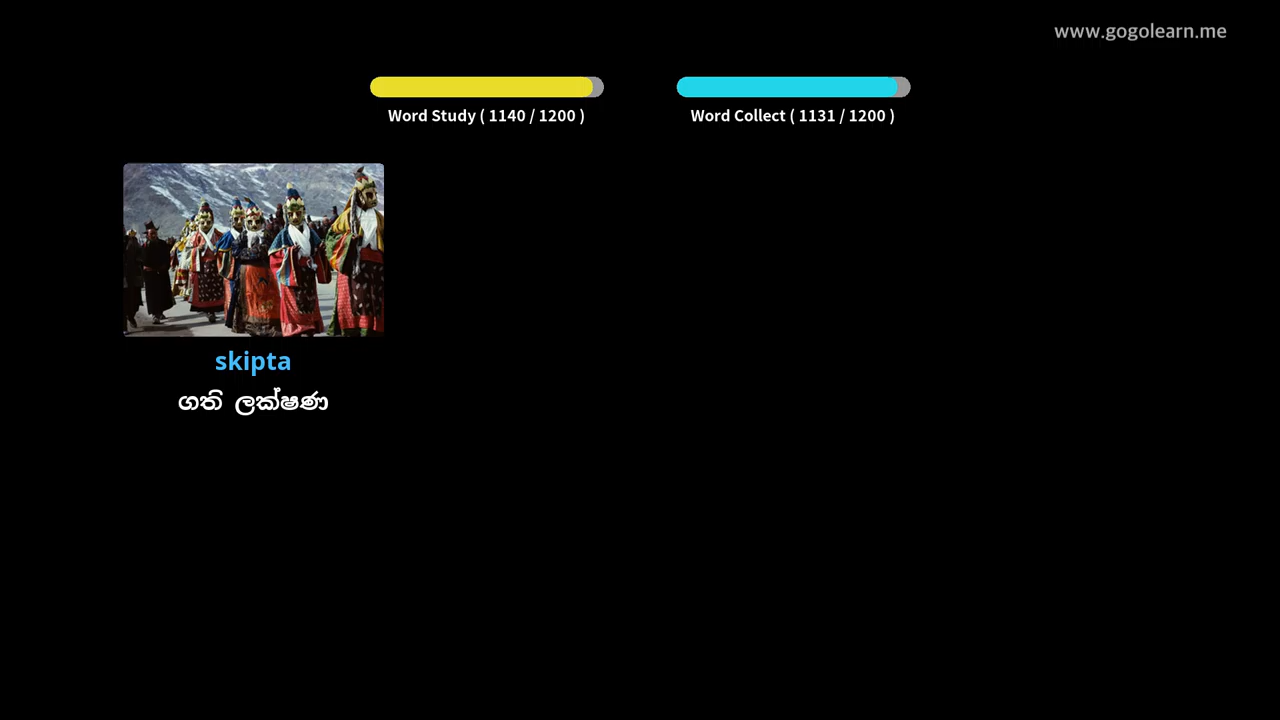 www.gogolearn.me
Word Study ( 1140 / 1200 )
Word Collect ( 1131 / 1200 )
skipta
ගති ලක්ෂණ